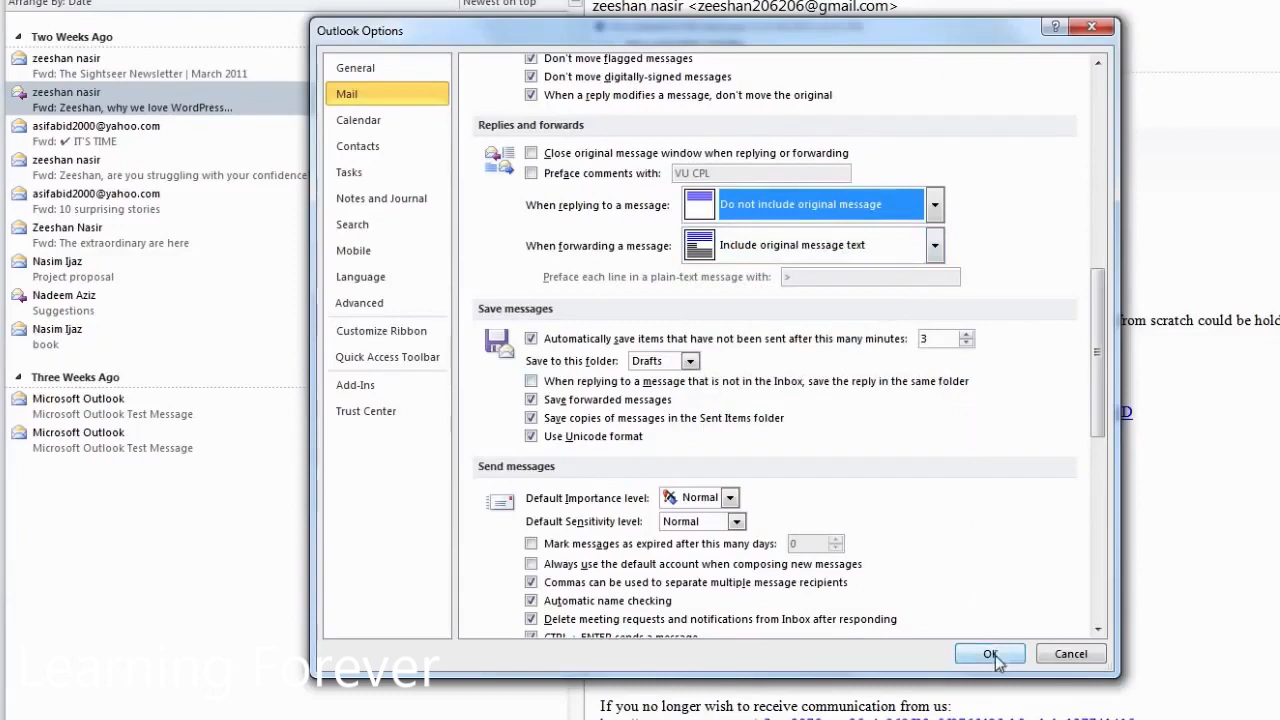 Arrange By: Date
Newest on top
Two Weeks Ago
zeeshan nasir
Fwd: The Sightseer Newsletter | March 2011
zeeshan nasir
Fwd: Zeeshan, why we love WordPress...
asifabid2000@yahoo.com
Fwd: ✔ IT'S TIME
zeeshan nasir
Fwd: Zeeshan, are you struggling with your confidence
asifabid2000@yahoo.com
Fwd: 10 surprising stories
Zeeshan Nasir
Fwd: The extraordinary are here
Nasim Ijaz
Project proposal
Nadeem Aziz
Suggestions
Nasim Ijaz
book
Three Weeks Ago
Microsoft Outlook
Microsoft Outlook Test Message
Microsoft Outlook
Microsoft Outlook Test Message
Learning Forever
zeeshan nasir <zeeshan206206@gmail.com>
Outlook Options
General
Mail
Calendar
Contacts
Tasks
Notes and Journal
Search
Mobile
Language
Advanced
Customize Ribbon
Quick Access Toolbar
Add-Ins
Trust Center
Don't move flagged messages
Don't move digitally-signed messages
When a reply modifies a message, don't move the original
Replies and forwards
Close original message window when replying or forwarding
Preface comments with: VU CPL
When replying to a message: Do not include original message
When forwarding a message: Include original message text
Preface each line in a plain-text message with: >
Save messages
Automatically save items that have not been sent after this many minutes: 3
Save to this folder: Drafts
When replying to a message that is not in the Inbox, save the reply in the same folder
Save forwarded messages
Save copies of messages in the Sent Items folder
Use Unicode format
Send messages
Default Importance level: Normal
Default Sensitivity level: Normal
Mark messages as expired after this many days: 0
Always use the default account when composing new messages
Commas can be used to separate multiple message recipients
Automatic name checking
Delete meeting requests and notifications from Inbox after responding
CTRL + ENTER sends a message
OK Cancel
from scratch could be hold
D
If you no longer wish to receive communication from us: